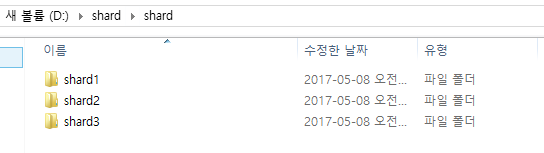 새 볼륨 (D:) ▸ shard ▸ shard
이름 수정한 날짜 유형
shard1 2017-05-08 오전... 파일 폴더
shard2 2017-05-08 오전... 파일 폴더
shard3 2017-05-08 오전... 파일 폴더